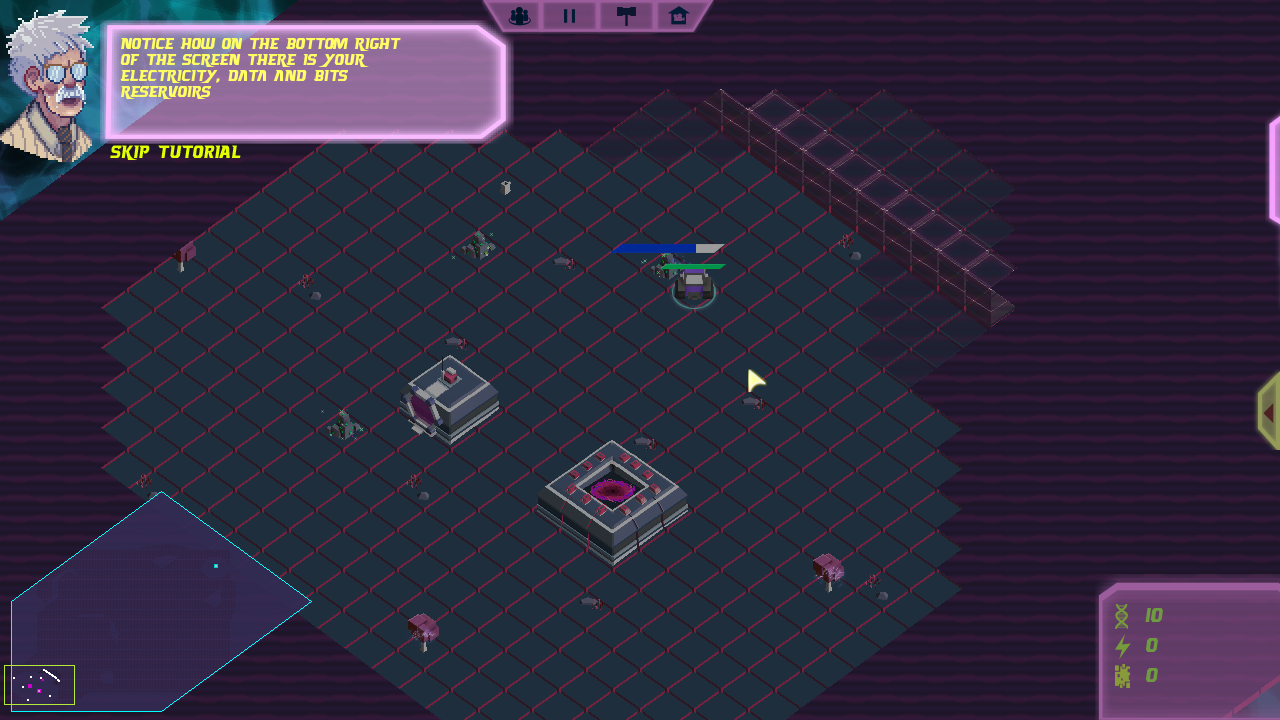 NOTICE HOW ON THE BOTTOM RIGHT
OF THE SCREEN THERE IS YOUR
ELECTRICITY, DATA AND BITS
RESERVOIRS
SKIP TUTORIAL
10
0
0